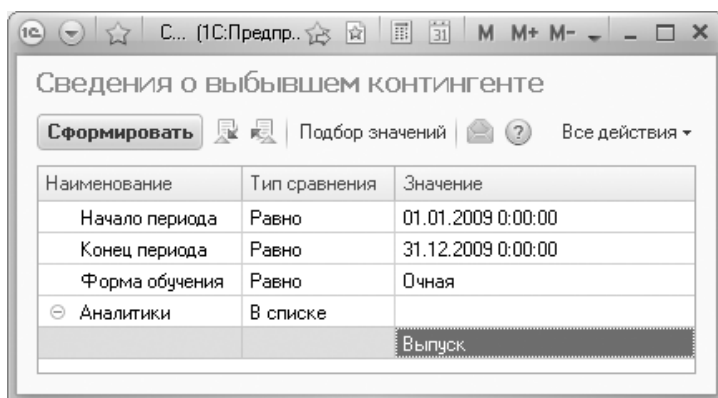 1С С... (1С:Предпр.. 31 M M+ M-
Сведения о выбывшем контингенте
Сформировать Подбор значений ? Все действия
Наименование Тип сравнения Значение
Начало периода Равно 01.01.2009 0:00:00
Конец периода Равно 31.12.2009 0:00:00
Форма обучения Равно Очная
Аналитики В списке
Выпуск